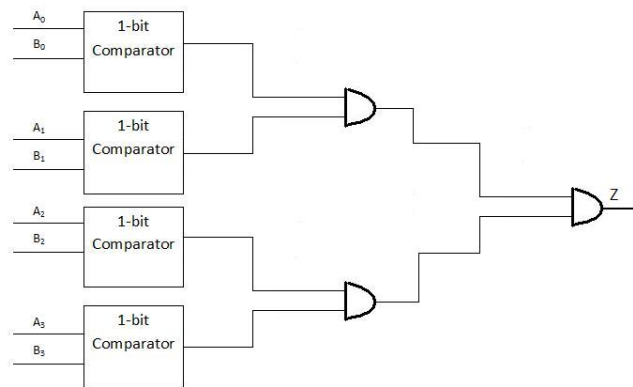 A₀
B₀
1-bit
Comparator
A₁
B₁
1-bit
Comparator
A₂
B₂
1-bit
Comparator
A₃
B₃
1-bit
Comparator
Z